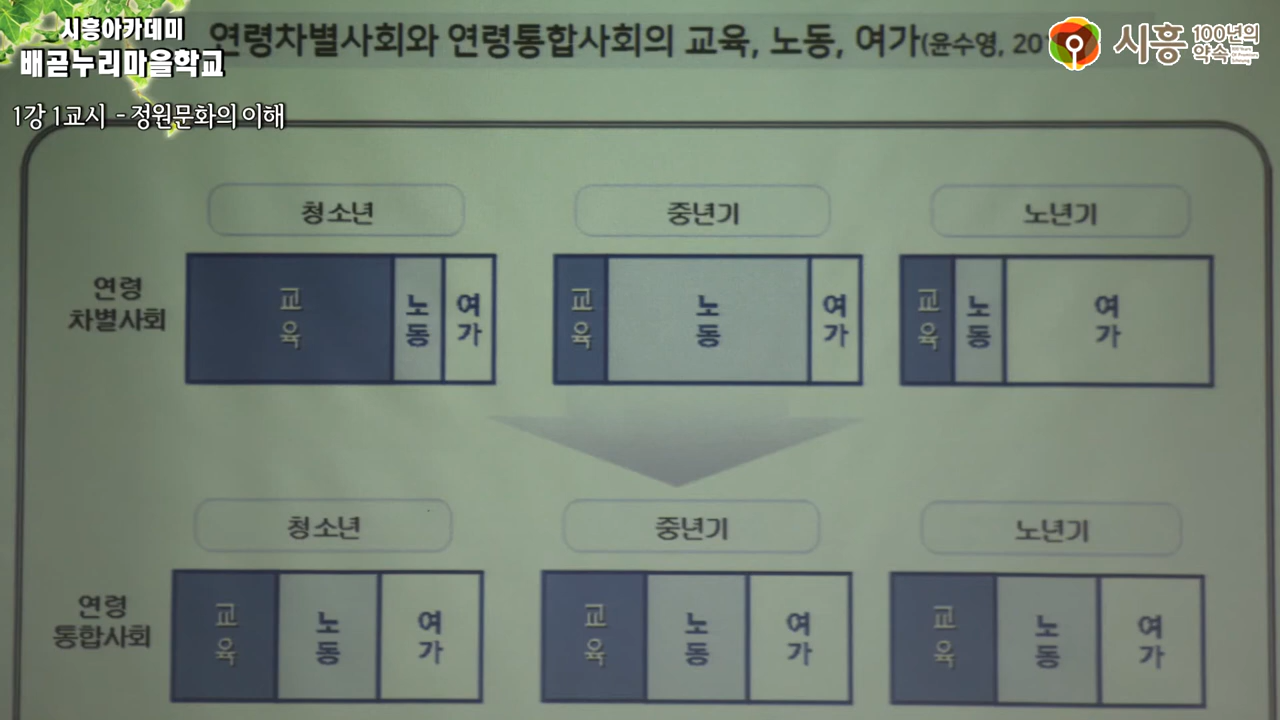 시흥아카데미
배곧누리마을학교
1강 1교시 - 정원문화의 이해
연령차별사회와 연령통합사회의 교육, 노동, 여가(윤수영, 20
시흥 100년의 약속
청소년 중년기 노년기
연령
차별사회
교육 노동 여가 교육 노동 여가 교육 노동 여가
청소년 중년기 노년기
연령
통합사회
교육 노동 여가 교육 노동 여가 교육 노동 여가